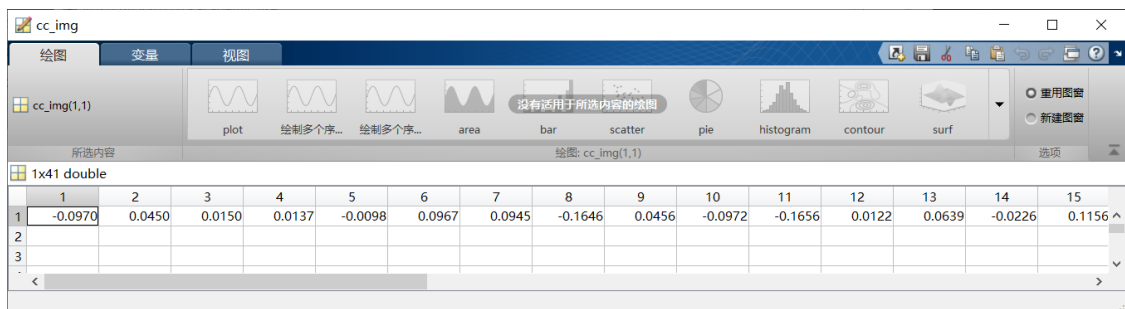 cc_img
绘图 变量 视图
cc_img(1,1)
没有适用于所选内容的绘图
plot 绘制多个序... 绘制多个序... area bar scatter pie histogram contour surf
重用图窗
新建图窗
所选内容 绘图: cc_img(1,1) 选项
1x41 double
1 2 3 4 5 6 7 8 9 10 11 12 13 14 15
1 -0.0970 0.0450 0.0150 0.0137 -0.0098 0.0967 0.0945 -0.1646 0.0456 -0.0972 -0.1656 0.0122 0.0639 -0.0226 0.1156
2
3